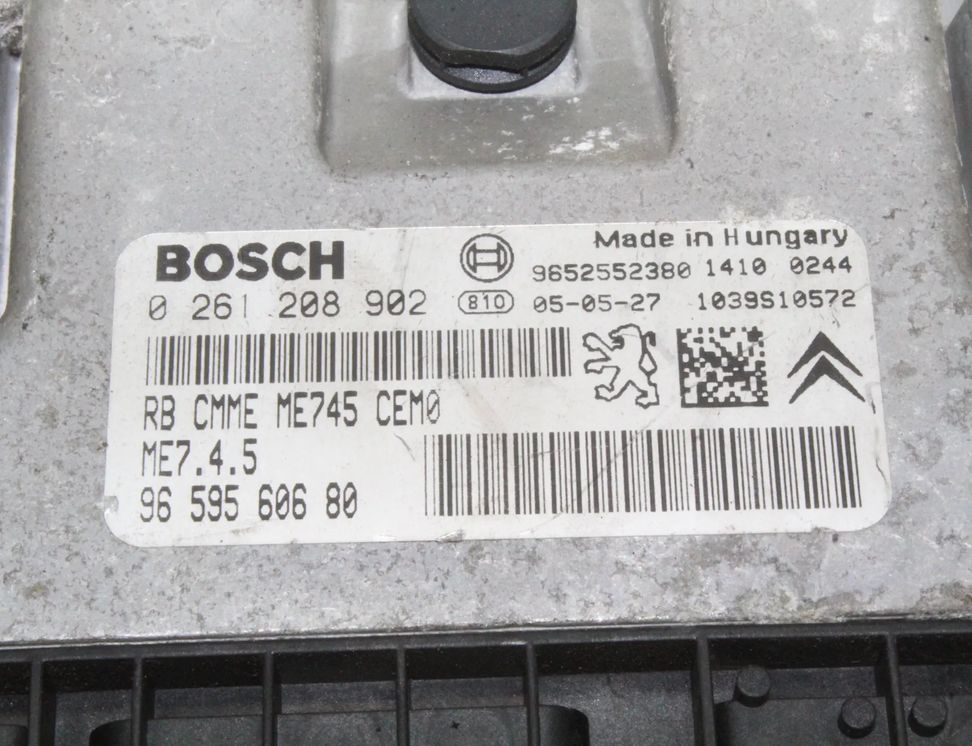 BOSCH
Made in Hungary
9652552380 1410 0244
0 261 208 902 810 05-05-27 1039S10572
RB CMME ME745 CEM0
ME7.4.5
96 595 606 80